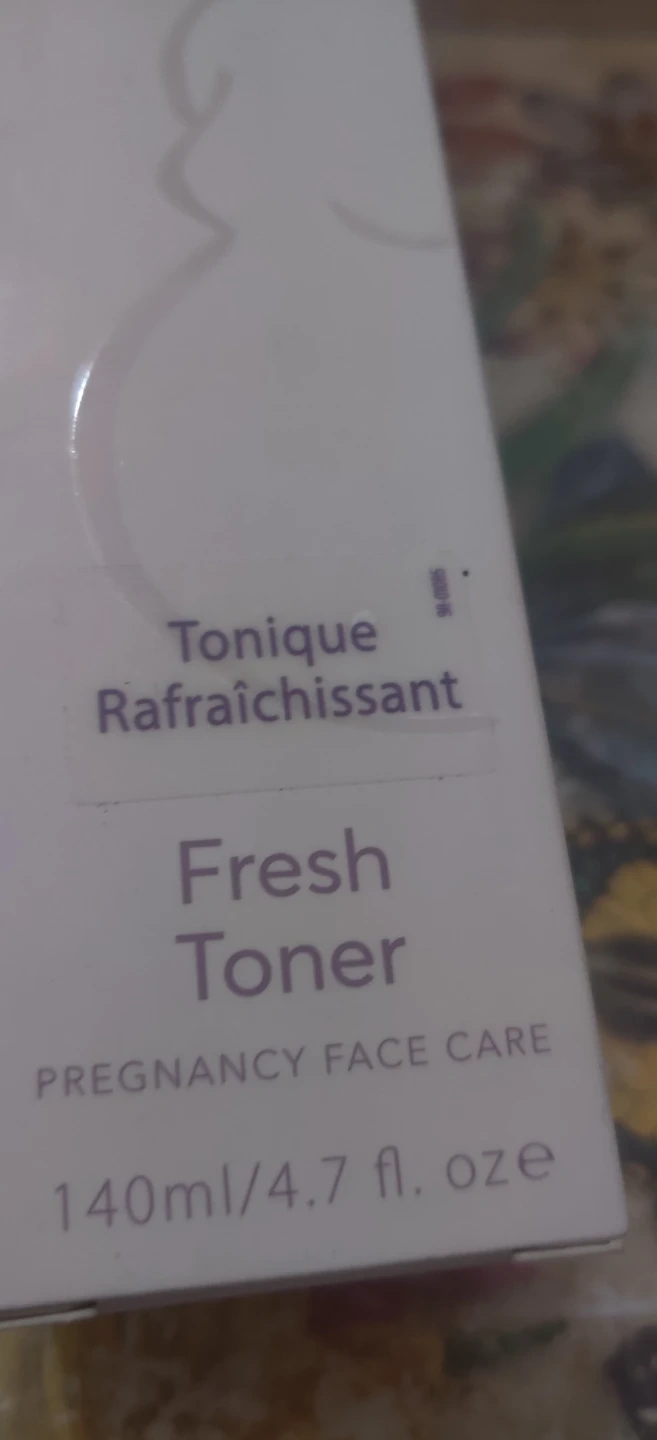 Tonique
Rafraîchissant
Fresh
Toner
PREGNANCY FACE CARE
140ml/4.7 fl. oze